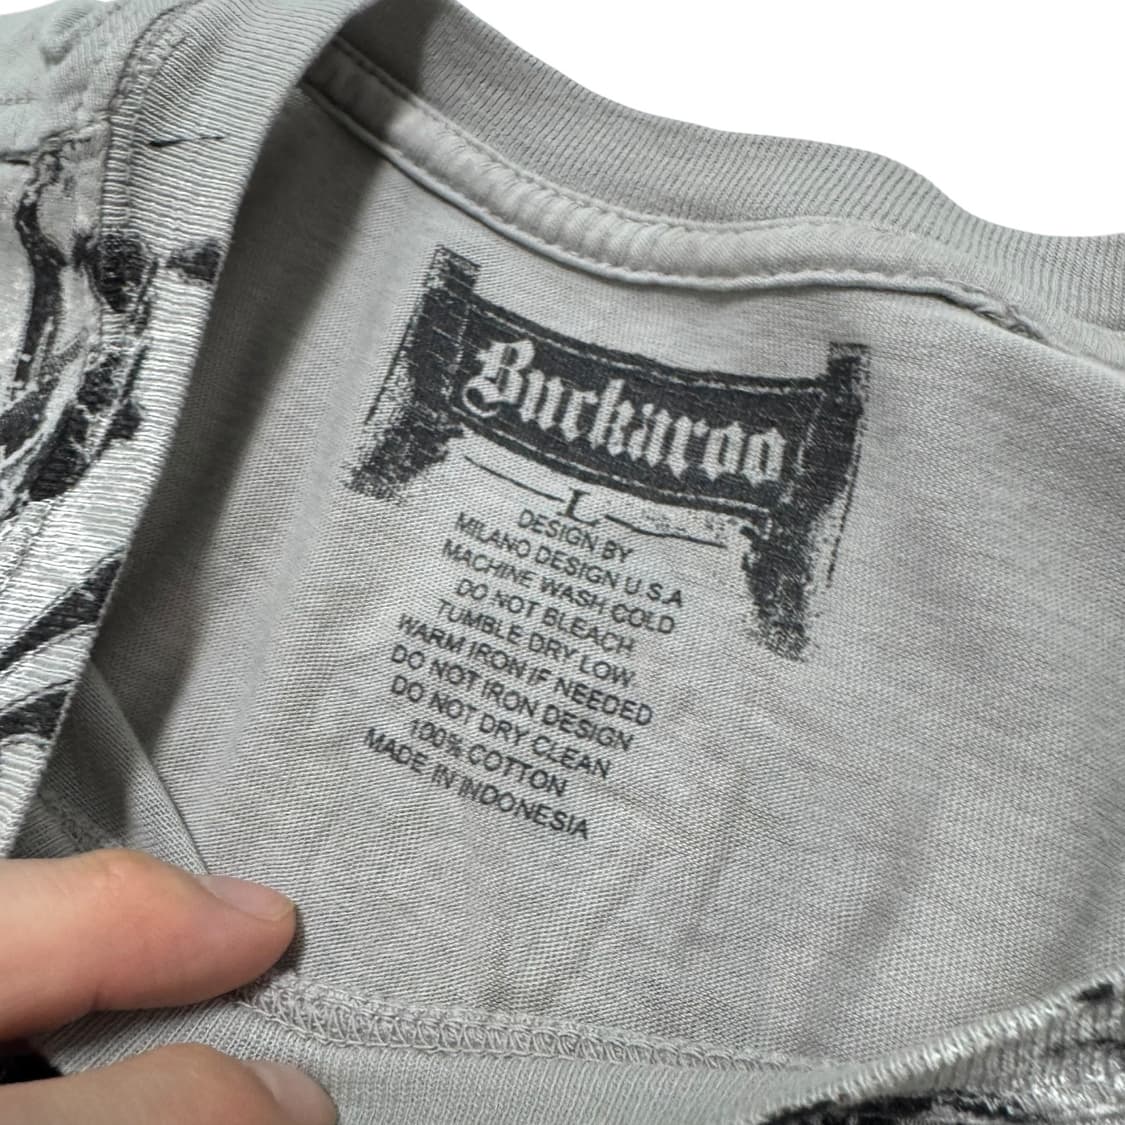 Buckaroo
L
DESIGN BY
MILANO DESIGN U.S.A
MACHINE WASH COLD
DO NOT BLEACH
TUMBLE DRY LOW.
WARM IRON IF NEEDED
DO NOT IRON DESIGN
DO NOT DRY CLEAN
100% COTTON
MADE IN INDONESIA